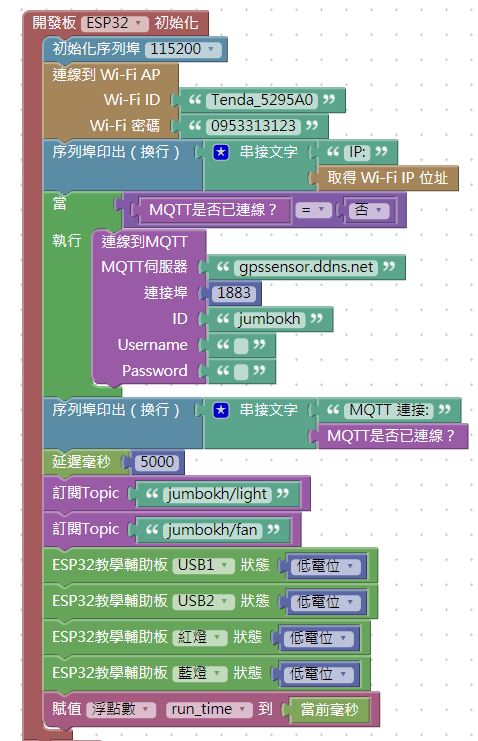 開發板 ESP32 初始化
初始化序列埠 115200
連線到 Wi-Fi AP
Wi-Fi ID “ Tenda_5295A0 ”
Wi-Fi 密碼 “ 0953313123 ”
序列埠印出（換行） 串接文字 “ IP: ”
取得 Wi-Fi IP 位址
當 MQTT是否已連線？ = 否
執行 連線到MQTT
MQTT伺服器 “ gpssensor.ddns.net ”
連接埠 1883
ID “ jumbokh ”
Username “ ”
Password “ ”
序列埠印出（換行） 串接文字 “ MQTT 連接: ”
MQTT是否已連線？
延遲毫秒 5000
訂閱Topic “ jumbokh/light ”
訂閱Topic “ jumbokh/fan ”
ESP32教學輔助板 USB1 狀態 低電位
ESP32教學輔助板 USB2 狀態 低電位
ESP32教學輔助板 紅燈 狀態 低電位
ESP32教學輔助板 藍燈 狀態 低電位
賦值 浮點數 run_time 到 當前毫秒